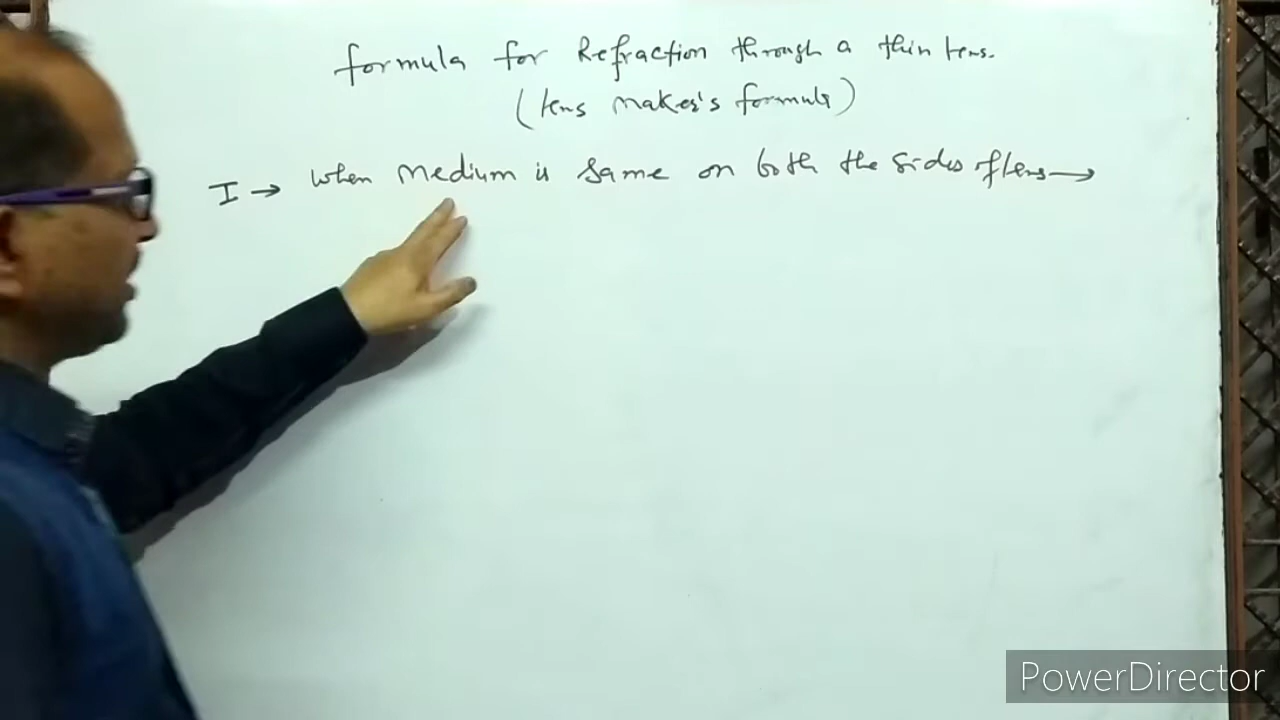 formula for Refraction through a thin lens.
(lens maker's formula)
I → when medium is same on both the sides of lens →
PowerDirector